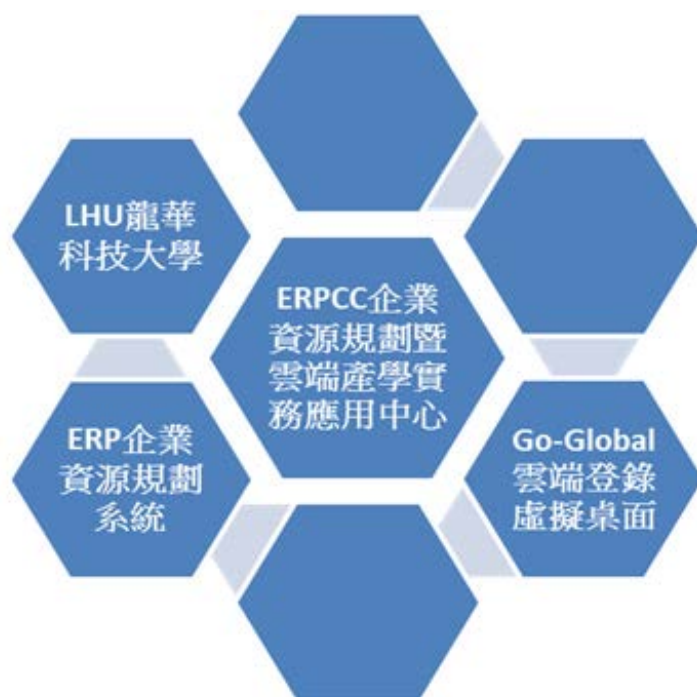 LHU龍華
科技大學
ERPCC企業
資源規劃暨
雲端產學實
務應用中心
ERP企業
資源規劃
系統
Go-Global
雲端登錄
虛擬桌面